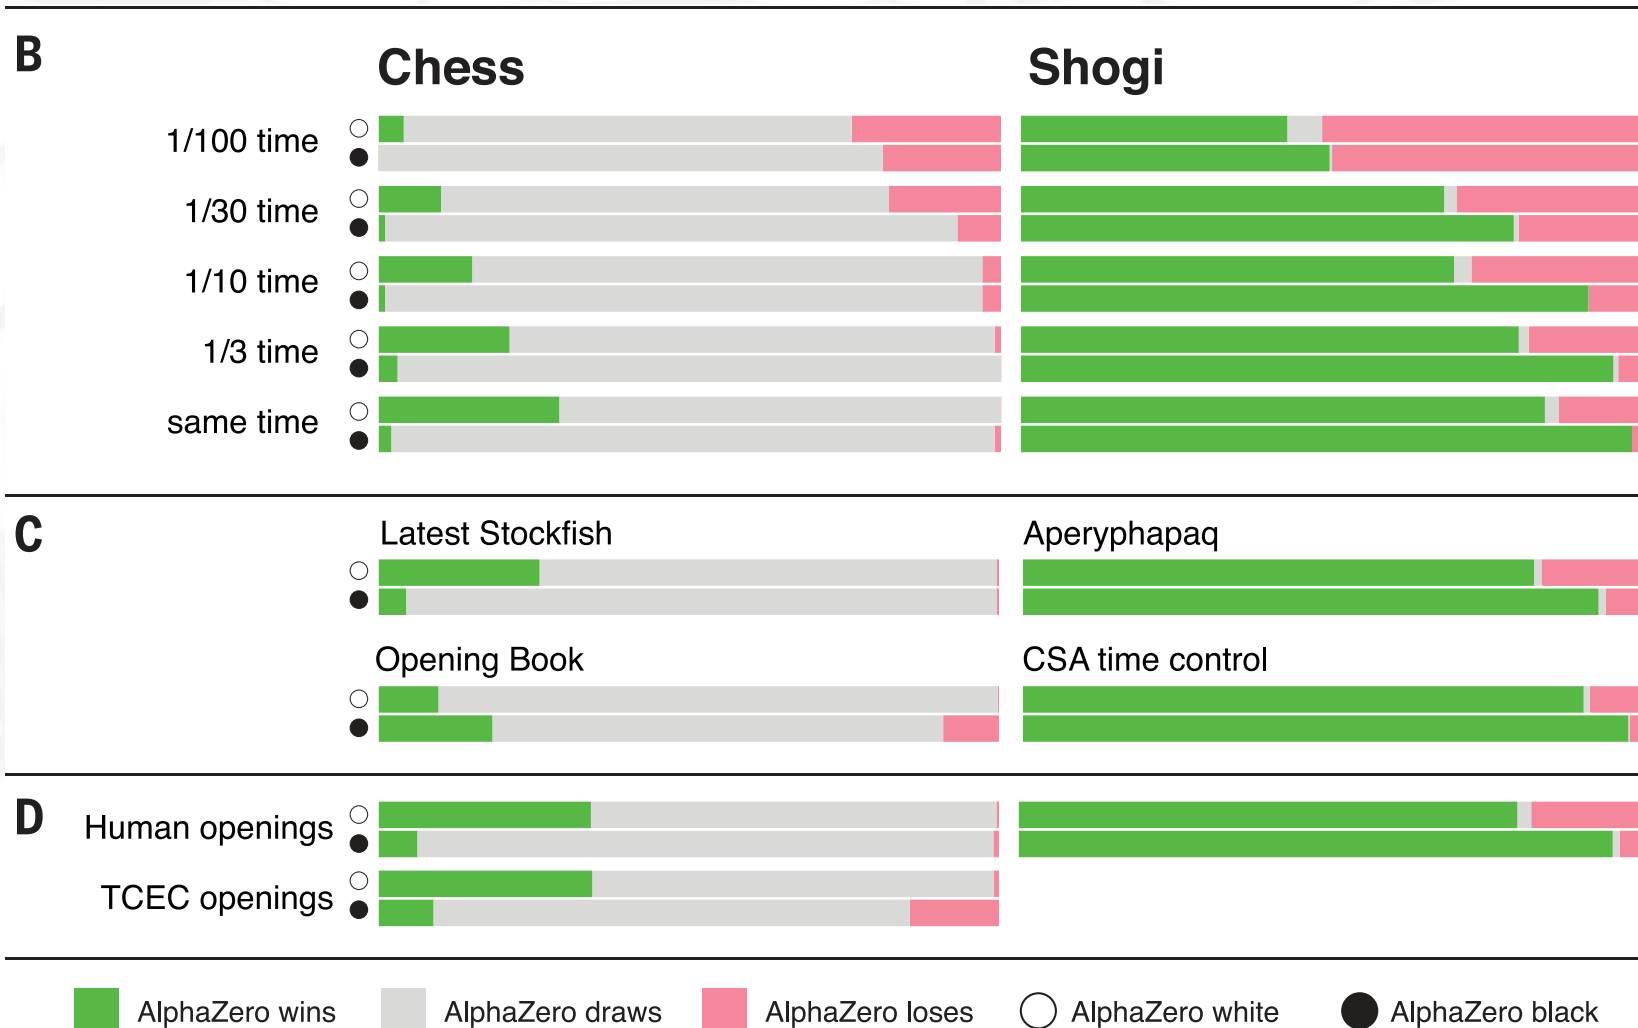 B
Chess Shogi
1/100 time
1/30 time
1/10 time
1/3 time
same time
C
Latest Stockfish Aperyphapaq
Opening Book CSA time control
D
Human openings
TCEC openings
AlphaZero wins AlphaZero draws AlphaZero loses AlphaZero white AlphaZero black